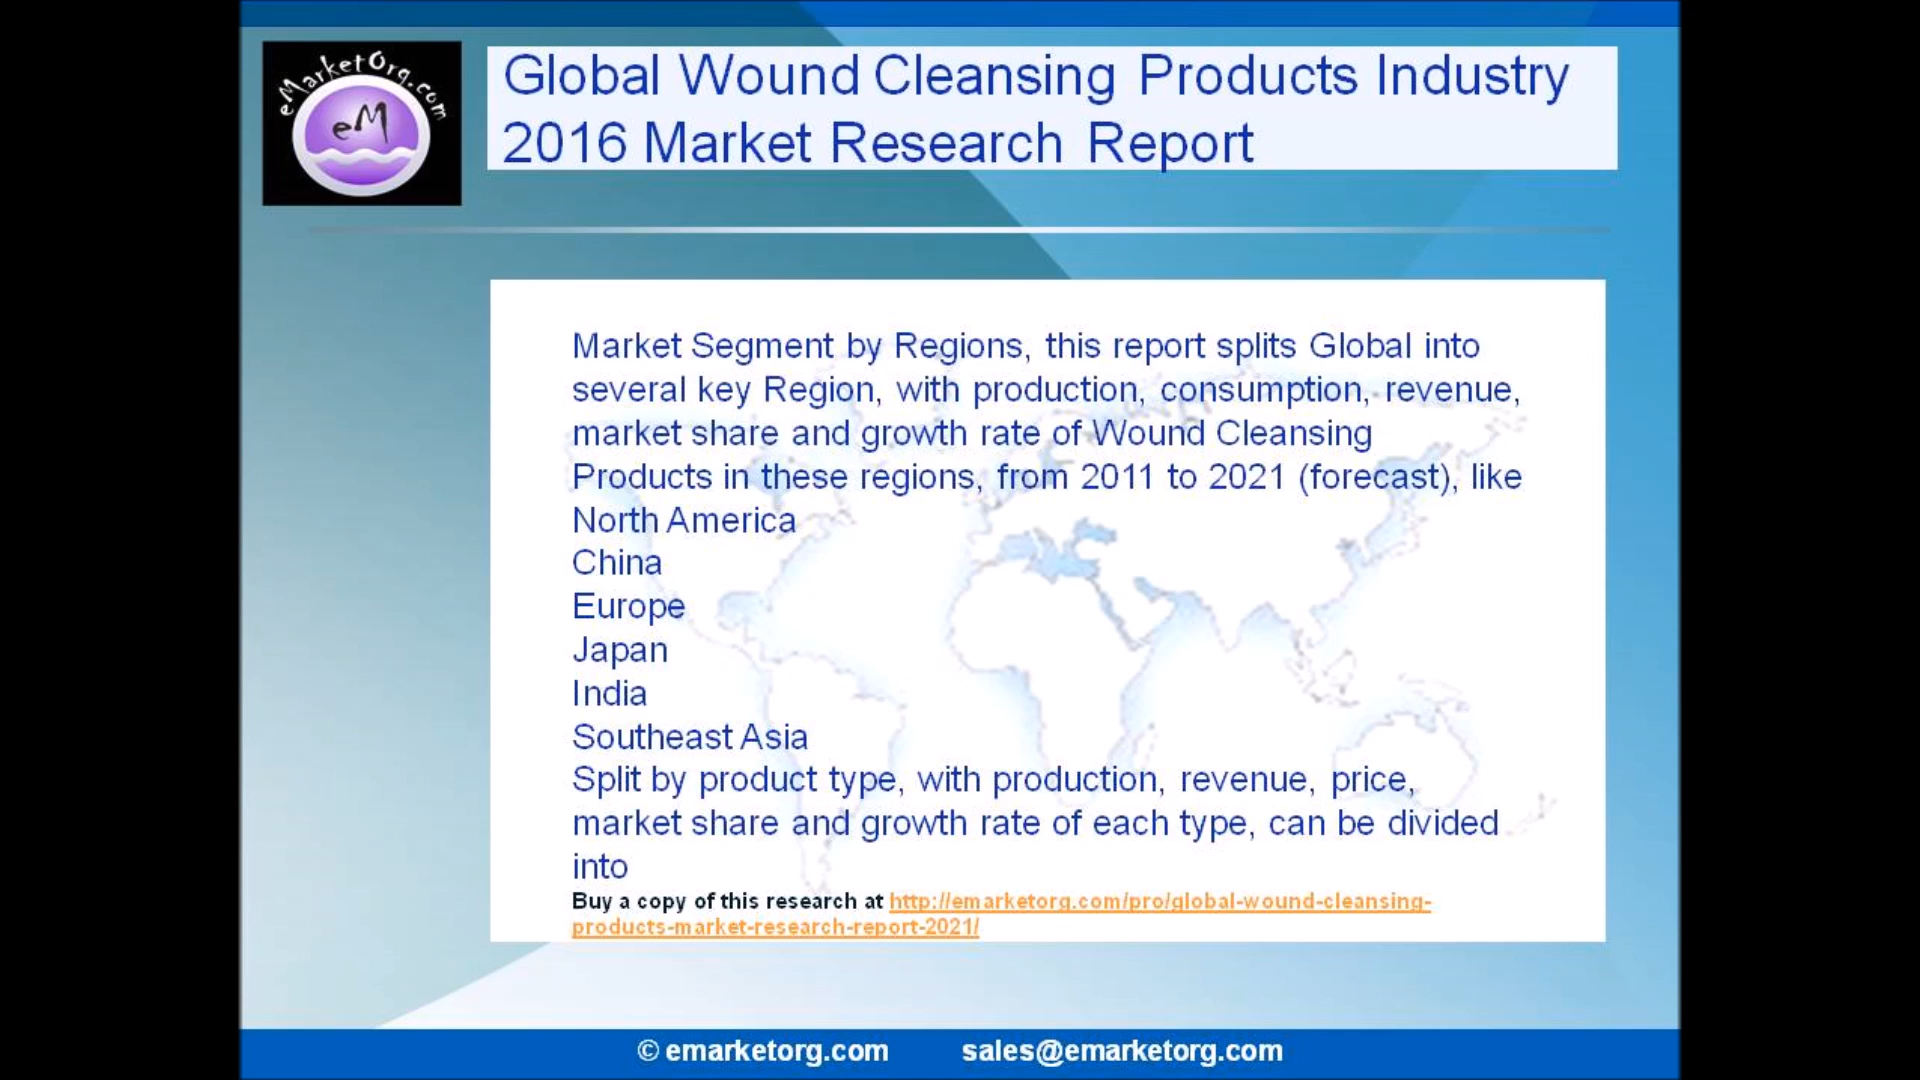 eMarketOrg.com
eM
Global Wound Cleansing Products Industry
2016 Market Research Report
Market Segment by Regions, this report splits Global into
several key Region, with production, consumption, revenue,
market share and growth rate of Wound Cleansing
Products in these regions, from 2011 to 2021 (forecast), like
North America
China
Europe
Japan
India
Southeast Asia
Split by product type, with production, revenue, price,
market share and growth rate of each type, can be divided
into
Buy a copy of this research at http://emarketorg.com/pro/global-wound-cleansing-
products-market-research-report-2021/
© emarketorg.com sales@emarketorg.com